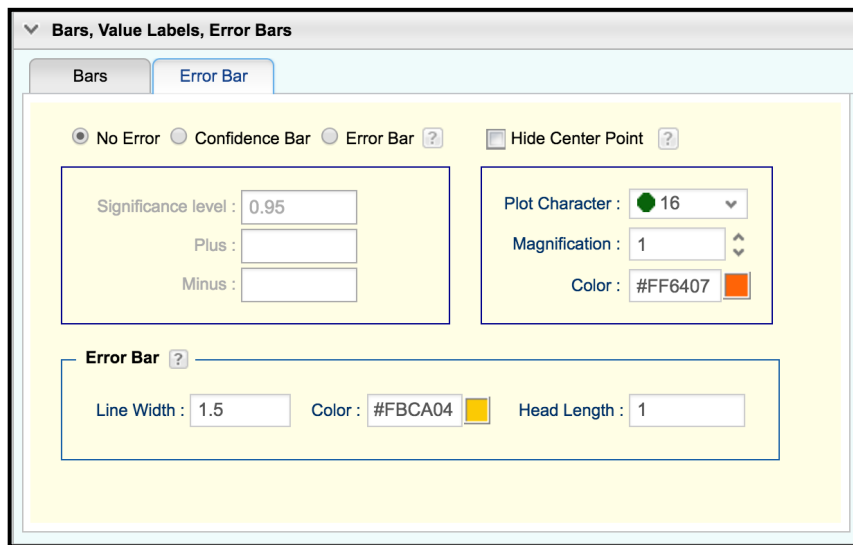 Bars, Value Labels, Error Bars
Bars Error Bar
No Error Confidence Bar Error Bar ? Hide Center Point ?
Significance level : 0.95
Plus :
Minus :
Plot Character : 16
Magnification : 1
Color : #FF6407
Error Bar ?
Line Width : 1.5 Color : #FBCA04 Head Length : 1